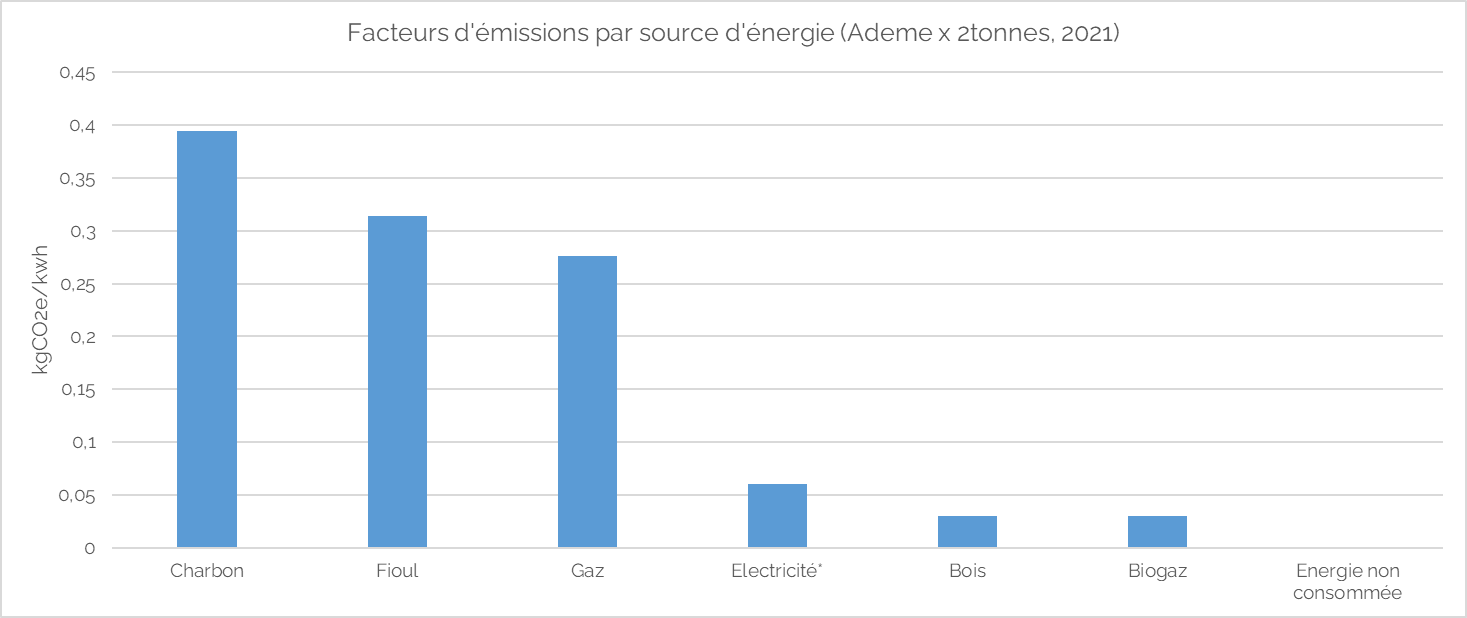 Facteurs d'émissions par source d'énergie (Ademe x 2tonnes, 2021)
kgCO2e/kwh
0,45
0,4
0,35
0,3
0,25
0,2
0,15
0,1
0,05
0
Charbon
Fioul
Gaz
Electricité*
Bois
Biogaz
Energie non
consommée